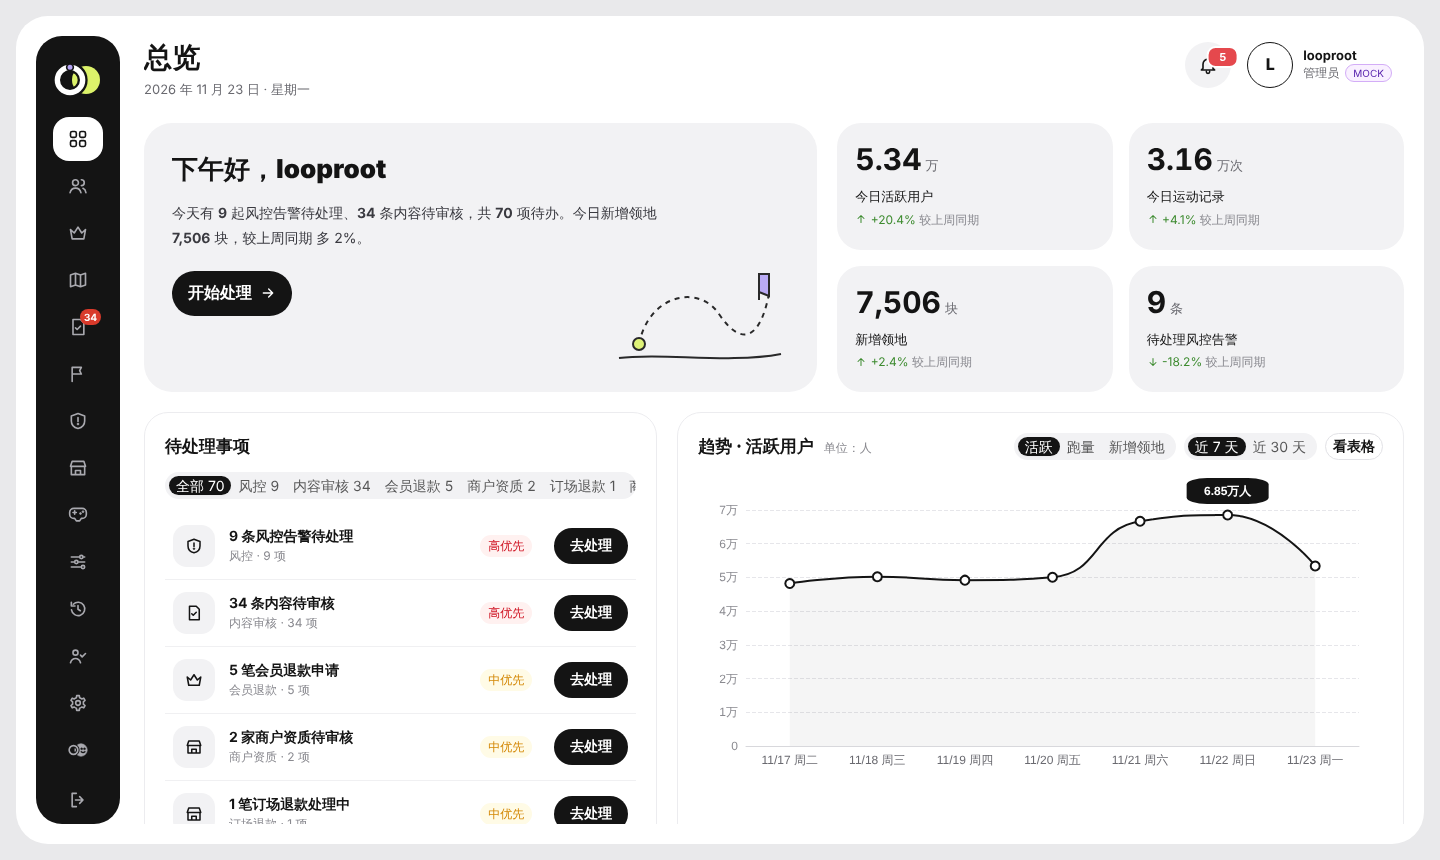 总览
2026 年 11 月 23 日 · 星期一
5
L
looproot
管理员 MOCK
34
下午好，looproot
今天有 9 起风控告警待处理、34 条内容待审核，共 70 项待办。今日新增领地
7,506 块，较上周同期 多 2%。
开始处理 →
5.34 万
今日活跃用户
↑ +20.4% 较上周同期
3.16 万次
今日运动记录
↑ +4.1% 较上周同期
7,506 块
新增领地
↑ +2.4% 较上周同期
9 条
待处理风控告警
↓ -18.2% 较上周同期
待处理事项
全部 70 风控 9 内容审核 34 会员退款 5 商户资质 2 订场退款 1
9 条风控告警待处理
风控 · 9 项
高优先
去处理
34 条内容待审核
内容审核 · 34 项
高优先
去处理
5 笔会员退款申请
会员退款 · 5 项
中优先
去处理
2 家商户资质待审核
商户资质 · 2 项
中优先
去处理
1 笔订场退款处理中
订场退款 · 1 项
中优先
去处理
趋势 · 活跃用户 单位：人
活跃 跑量 新增领地
近 7 天 近 30 天
看表格
6.85万人
7万
6万
5万
4万
3万
2万
1万
0
11/17 周二 11/18 周三 11/19 周四 11/20 周五 11/21 周六 11/22 周日 11/23 周一